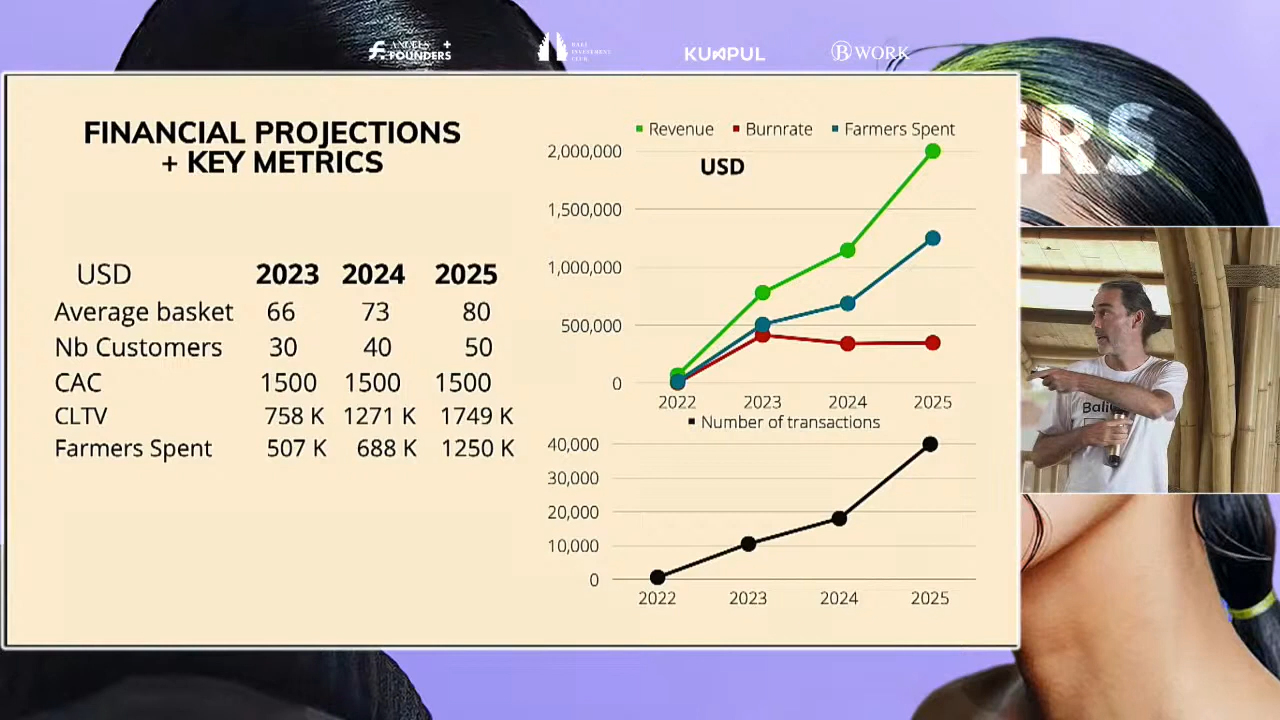 ANGELS +
FOUNDERS
BALI
INVESTMENT
CLUB
KUMPUL
B WORK
ERS
FINANCIAL PROJECTIONS
+ KEY METRICS
USD 2023 2024 2025
Average basket 66 73 80
Nb Customers 30 40 50
CAC 1500 1500 1500
CLTV 758 K 1271 K 1749 K
Farmers Spent 507 K 688 K 1250 K
Revenue Burnrate Farmers Spent
USD
2,000,000
1,500,000
1,000,000
500,000
0
2022 2023 2024 2025
Number of transactions
40,000
30,000
20,000
10,000
0
2022 2023 2024 2025